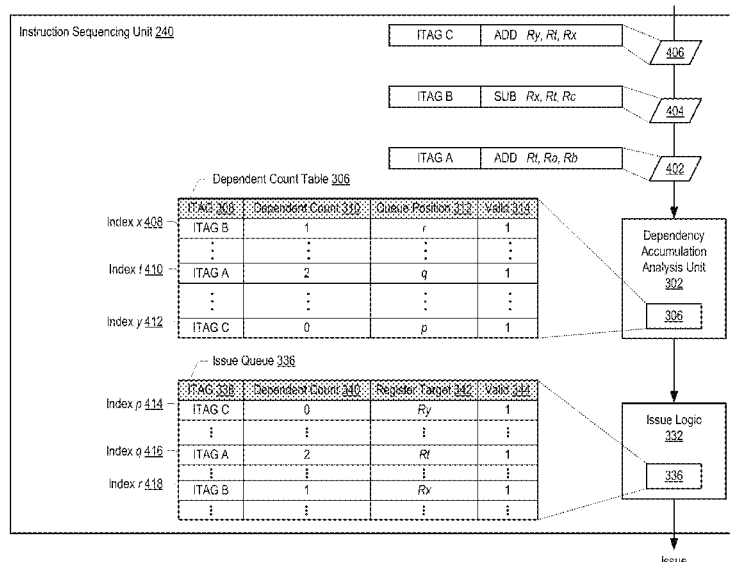 Instruction Sequencing Unit 240
ITAG C ADD Ry, Rt, Rx
406
ITAG B SUB Rx, Rt, Rc
404
ITAG A ADD Rt, Ra, Rb
402
Dependent Count Table 306
ITAG 308 Dependent Count 310 Queue Position 312 Valid 314
Index x 408 ITAG B 1 r 1
Index t 410 ITAG A 2 q 1
Index y 412 ITAG C 0 p 1
Dependency
Accumulation
Analysis Unit
302
306
Issue Queue 336
ITAG 338 Dependent Count 340 Register Target 342 Valid 344
Index p 414 ITAG C 0 Ry 1
Index q 416 ITAG A 2 Rt 1
Index r 418 ITAG B 1 Rx 1
Issue Logic
332
336
Issue